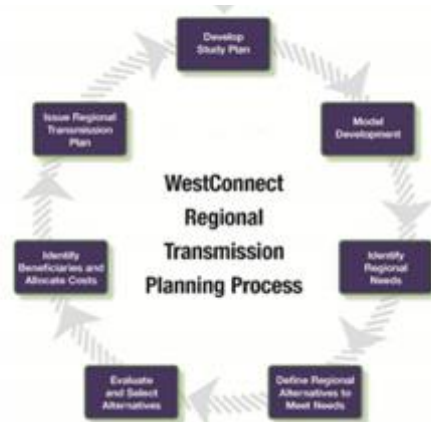 Develop
Study Plan
Model
Development
Identify
Regional
Needs
Define Regional
Alternatives to
Meet Needs
Evaluate
and Select
Alternatives
Identify
Beneficiaries and
Allocate Costs
Issue Regional
Transmission
Plan
WestConnect
Regional
Transmission
Planning Process